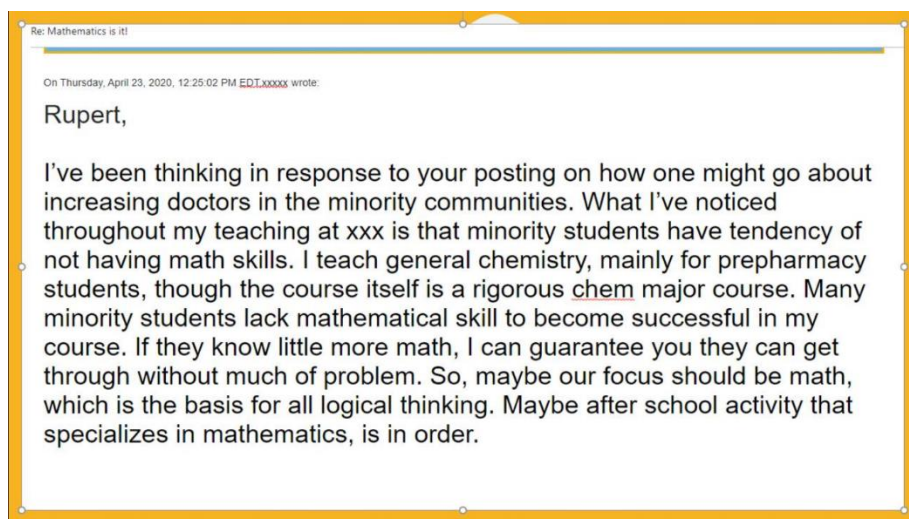 Re: Mathematics is it!
On Thursday, April 23, 2020, 12:25:02 PM EDT,xxxxx wrote:
Rupert,
I’ve been thinking in response to your posting on how one might go about
increasing doctors in the minority communities. What I’ve noticed
throughout my teaching at xxx is that minority students have tendency of
not having math skills. I teach general chemistry, mainly for prepharmacy
students, though the course itself is a rigorous chem major course. Many
minority students lack mathematical skill to become successful in my
course. If they know little more math, I can guarantee you they can get
through without much of problem. So, maybe our focus should be math,
which is the basis for all logical thinking. Maybe after school activity that
specializes in mathematics, is in order.